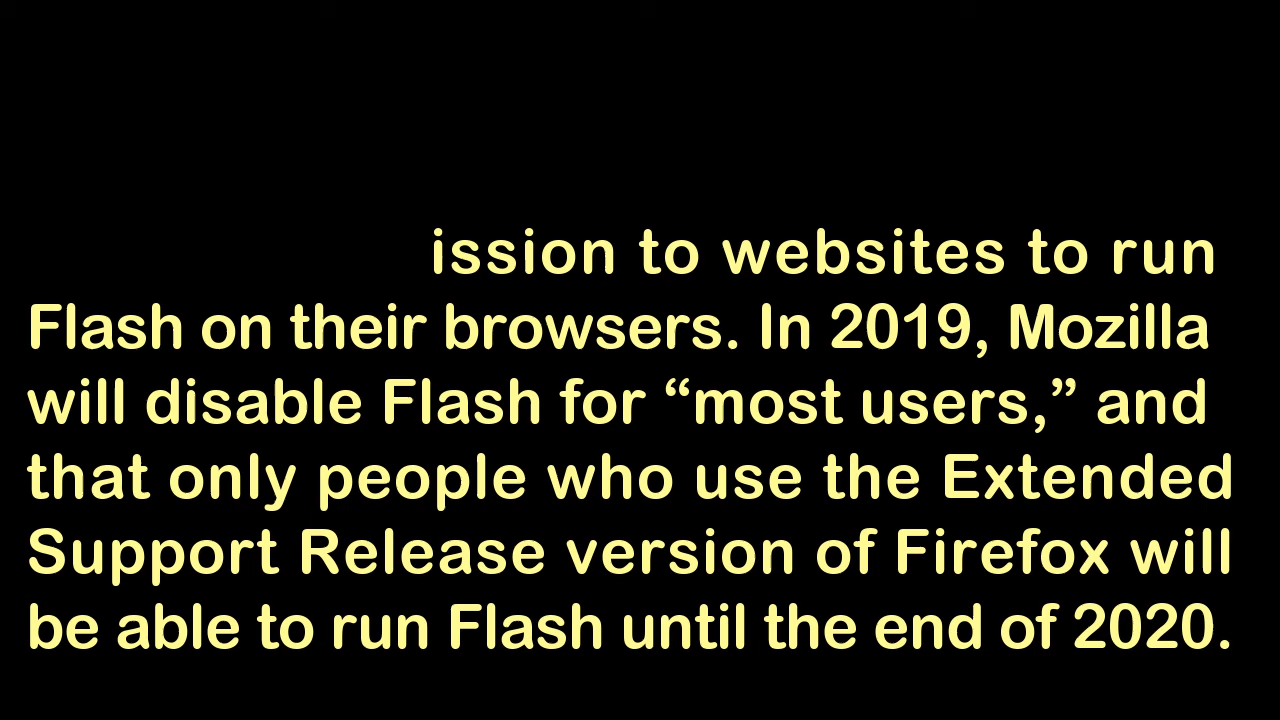 ission to websites to run
Flash on their browsers. In 2019, Mozilla
will disable Flash for “most users,” and
that only people who use the Extended
Support Release version of Firefox will
be able to run Flash until the end of 2020.